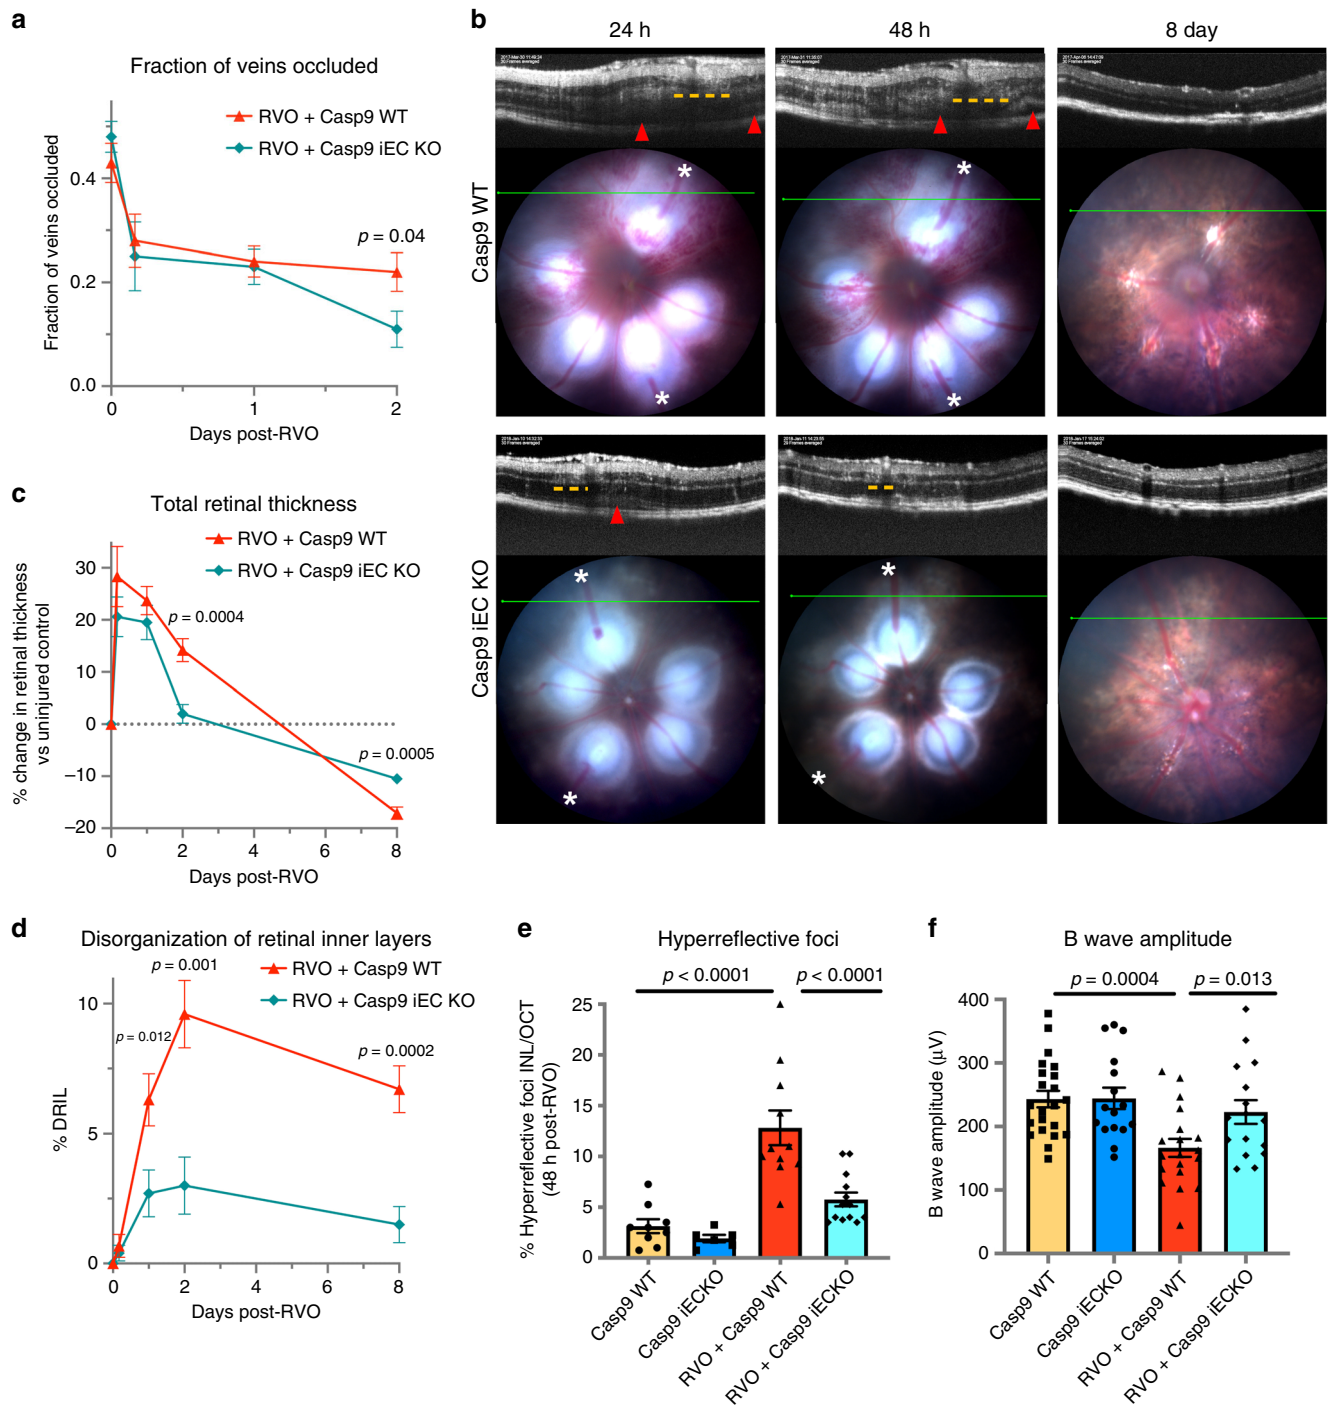 a
Fraction of veins occluded
RVO + Casp9 WT
RVO + Casp9 iEC KO
p = 0.04
Fraction of veins occluded
0.4
0.2
0.0
0
1
2
Days post-RVO
b
24 h
48 h
8 day
Casp9 WT
*
*
*
*
Casp9 iEC KO
*
*
*
*
c
Total retinal thickness
RVO + Casp9 WT
RVO + Casp9 iEC KO
p = 0.0004
p = 0.0005
% change in retinal thickness
vs uninjured control
30
20
10
0
–10
–20
0
2
4
6
8
Days post-RVO
d
Disorganization of retinal inner layers
RVO + Casp9 WT
RVO + Casp9 iEC KO
p = 0.001
p = 0.012
p = 0.0002
% DRIL
10
5
0
0
2
4
6
8
Days post-RVO
e
Hyperreflective foci
p < 0.0001
p < 0.0001
% Hyperreflective foci INL/OCT
(48 h post-RVO)
25
20
15
10
5
0
Casp9 WT
Casp9 iECKO
RVO + Casp9 WT
RVO + Casp9 iECKO
f
B wave amplitude
p = 0.0004
p = 0.013
B wave amplitude (μV)
400
300
200
100
0
Casp9 WT
Casp9 iECKO
RVO + Casp9 WT
RVO + Casp9 iECKO